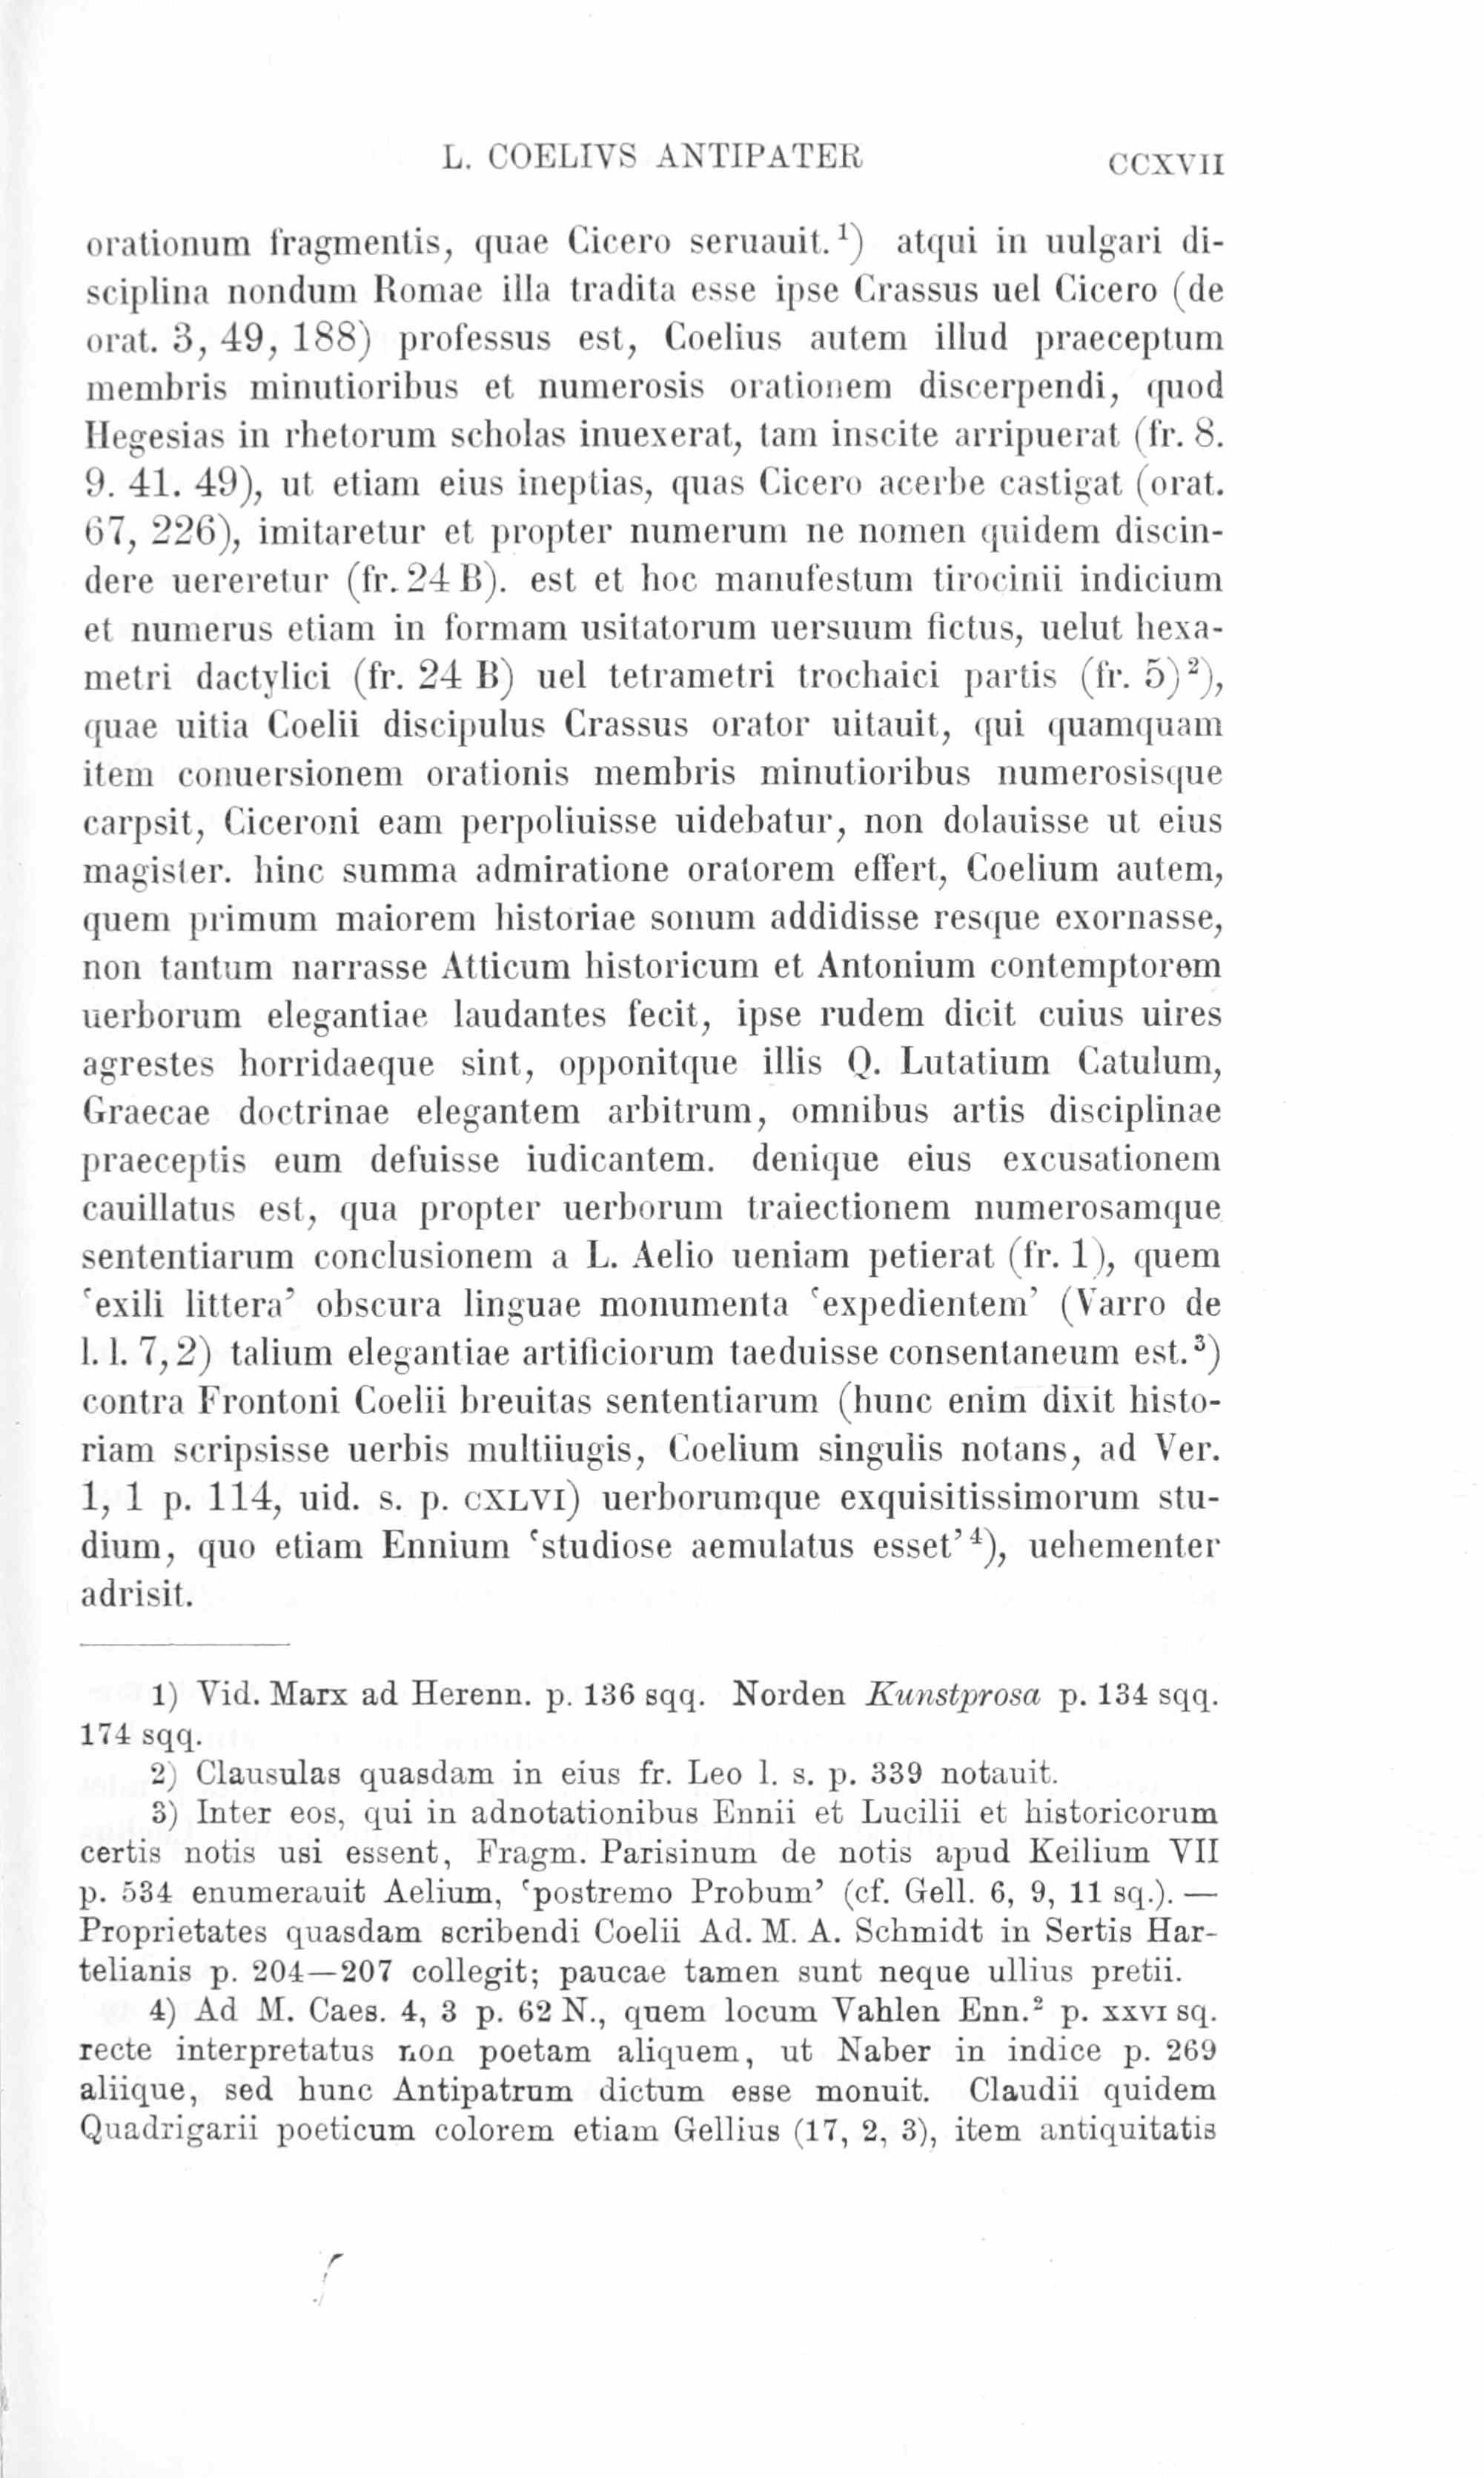 L. COELIVS ANTIPATER CCXVII
orationum fragmentis, quae Cicero seruauit.¹) atqui in uulgari di-
sciplina nondum Romae illa tradita esse ipse Crassus uel Cicero (de
orat. 3, 49, 188) professus est, Coelius autem illud praeceptum
membris minutioribus et numerosis orationem discerpendi, quod
Hegesias in rhetorum scholas inuexerat, tam inscite arripuerat (fr. 8.
9. 41. 49), ut etiam eius ineptias, quas Cicero acerbe castigat (orat.
67, 226), imitaretur et propter numerum ne nomen quidem discin-
dere uereretur (fr. 24 B). est et hoc manufestum tirocinii indicium
et numerus etiam in formam usitatorum uersuum fictus, uelut hexa-
metri dactylici (fr. 24 B) uel tetrametri trochaici partis (fr. 5)²),
quae uitia Coelii discipulus Crassus orator uitauit, qui quamquam
item conuersionem orationis membris minutioribus numerosisque
carpsit, Ciceroni eam perpoliuisse uidebatur, non dolauisse ut eius
magister. hinc summa admiratione oratorem effert, Coelium autem,
quem primum maiorem historiae sonum addidisse resque exornasse,
non tantum narrasse Atticum historicum et Antonium contemptorem
uerborum elegantiae laudantes fecit, ipse rudem dicit cuius uires
agrestes horridaeque sint, opponitque illis Q. Lutatium Catulum,
Graecae doctrinae elegantem arbitrum, omnibus artis disciplinae
praeceptis eum defuisse iudicantem. denique eius excusationem
cauillatus est, qua propter uerborum traiectionem numerosamque
sententiarum conclusionem a L. Aelio ueniam petierat (fr. 1), quem
‘exili littera’ obscura linguae monumenta ‘expedientem’ (Varro de
l. l. 7,2) talium elegantiae artificiorum taeduisse consentaneum est.³)
contra Frontoni Coelii breuitas sententiarum (hunc enim dixit histo-
riam scripsisse uerbis multiiugis, Coelium singulis notans, ad Ver.
1, 1 p. 114, uid. s. p. CXLVI) uerborumque exquisitissimorum stu-
dium, quo etiam Ennium ‘studiose aemulatus esset’⁴), uehementer
adrisit.
1) Vid. Marx ad Herenn. p. 136 sqq. Norden Kunstprosa p. 134 sqq.
174 sqq.
2) Clausulas quasdam in eius fr. Leo l. s. p. 339 notauit.
3) Inter eos, qui in adnotationibus Ennii et Lucilii et historicorum
certis notis usi essent, Fragm. Parisinum de notis apud Keilium VII
p. 534 enumerauit Aelium, ‘postremo Probum’ (cf. Gell. 6, 9, 11 sq.). —
Proprietates quasdam scribendi Coelii Ad. M. A. Schmidt in Sertis Har-
telianis p. 204—207 collegit; paucae tamen sunt neque ullius pretii.
4) Ad M. Caes. 4, 3 p. 62 N., quem locum Vahlen Enn.² p. XXVI sq.
recte interpretatus non poetam aliquem, ut Naber in indice p. 269
aliique, sed hunc Antipatrum dictum esse monuit. Claudii quidem
Quadrigarii poeticum colorem etiam Gellius (17, 2, 3), item antiquitatis